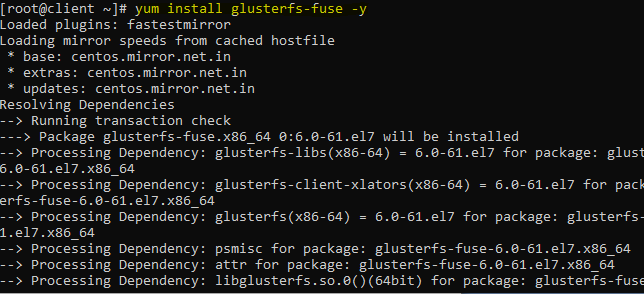 [root@client ~]# yum install glusterfs-fuse -y
Loaded plugins: fastestmirror
Loading mirror speeds from cached hostfile
 * base: centos.mirror.net.in
 * extras: centos.mirror.net.in
 * updates: centos.mirror.net.in
Resolving Dependencies
--> Running transaction check
---> Package glusterfs-fuse.x86_64 0:6.0-61.el7 will be installed
--> Processing Dependency: glusterfs-libs(x86-64) = 6.0-61.el7 for package: glust
6.0-61.el7.x86_64
--> Processing Dependency: glusterfs-client-xlators(x86-64) = 6.0-61.el7 for pack
erfs-fuse-6.0-61.el7.x86_64
--> Processing Dependency: glusterfs(x86-64) = 6.0-61.el7 for package: glusterfs-
1.el7.x86_64
--> Processing Dependency: psmisc for package: glusterfs-fuse-6.0-61.el7.x86_64
--> Processing Dependency: attr for package: glusterfs-fuse-6.0-61.el7.x86_64
--> Processing Dependency: libglusterfs.so.0()(64bit) for package: glusterfs-fuse